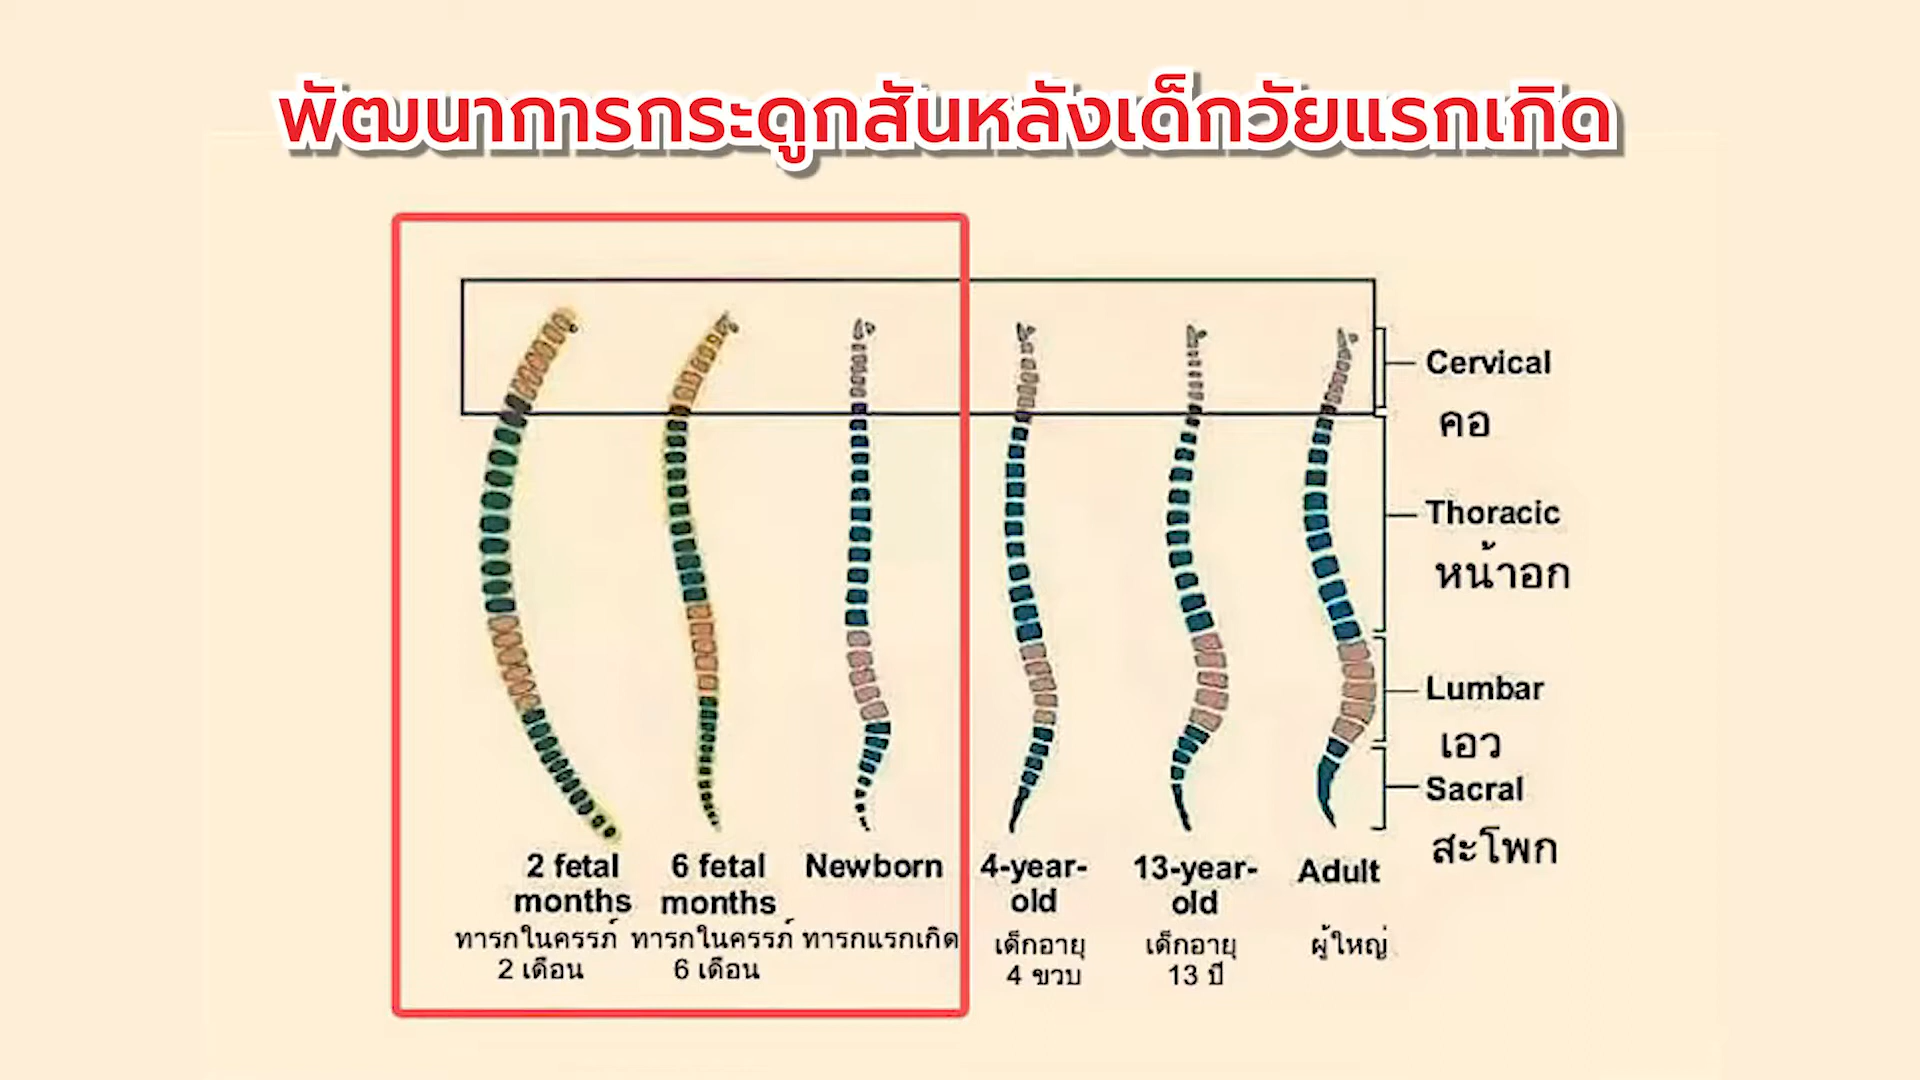 พัฒนาการกระดูกสันหลังเด็กวัยแรกเกิด
Cervical
คอ
Thoracic
หน้าอก
Lumbar
เอว
Sacral
สะโพก
2 fetal months
ทารกในครรภ์
2 เดือน
6 fetal months
ทารกในครรภ์
6 เดือน
Newborn
ทารกแรกเกิด
4-year-
old
เด็กอายุ
4 ขวบ
13-year-
old
เด็กอายุ
13 ปี
Adult
ผู้ใหญ่